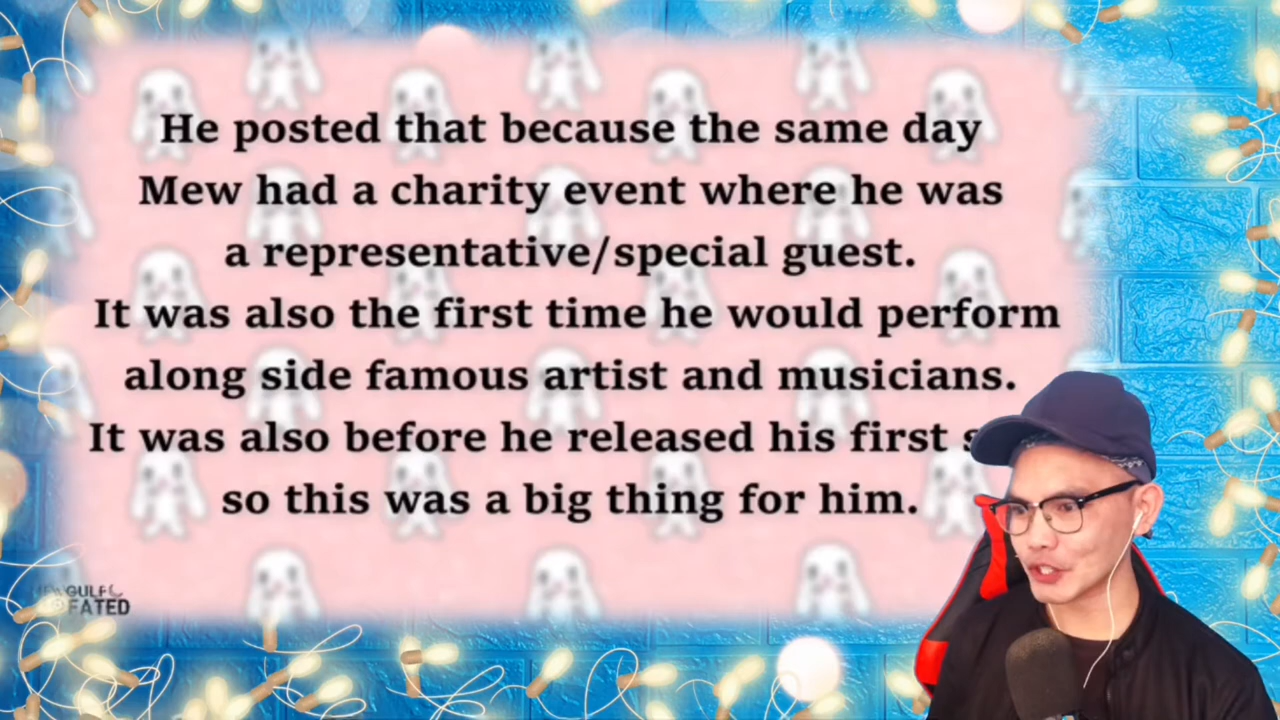 He posted that because the same day
Mew had a charity event where he was
a representative/special guest.
It was also the first time he would perform
along side famous artist and musicians.
It was also before he released his first
so this was a big thing for him.
GULF
FATED